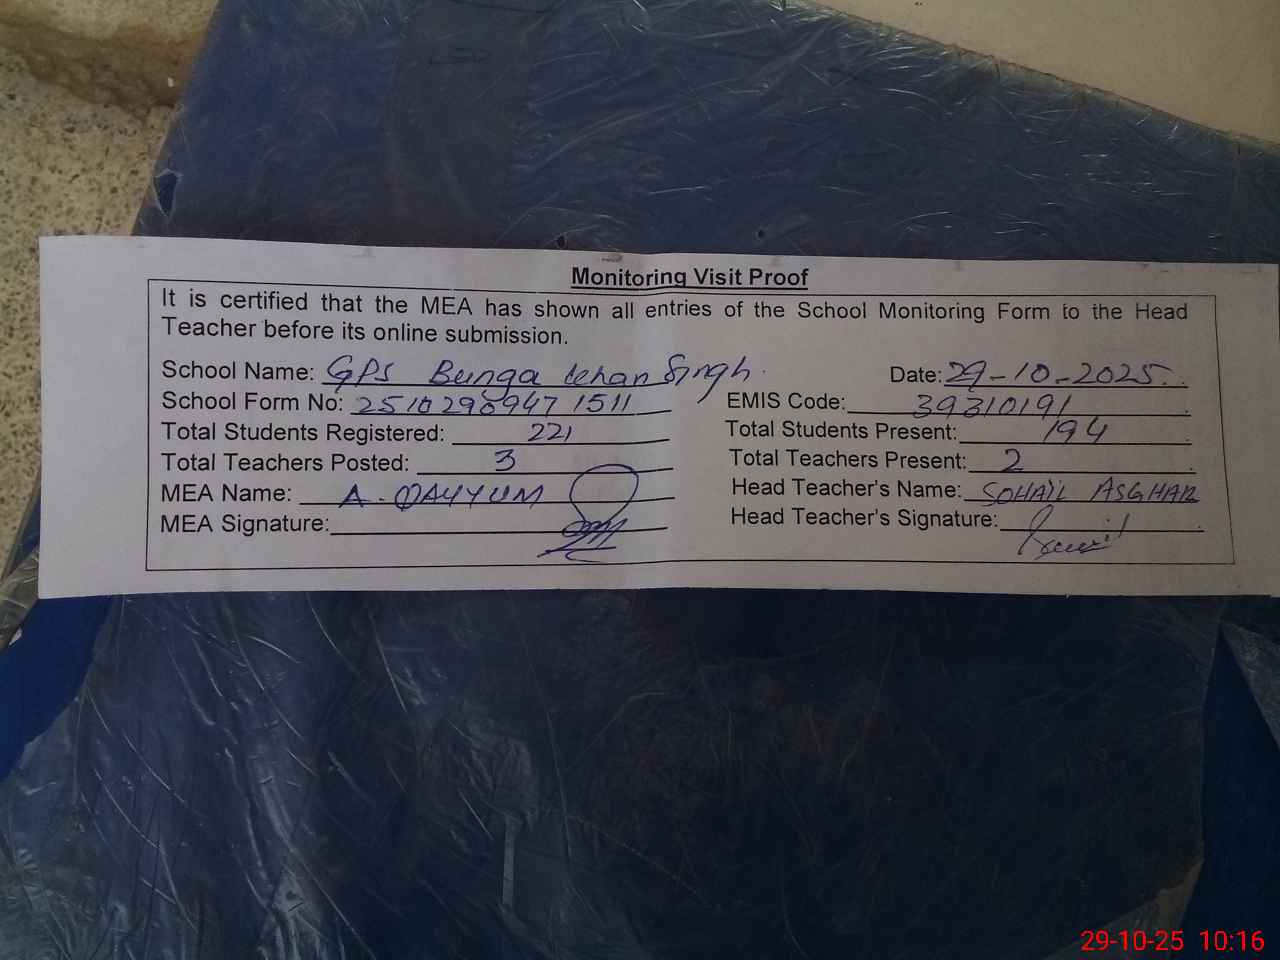 Monitoring Visit Proof
It is certified that the MEA has shown all entries of the School Monitoring Form to the Head
Teacher before its online submission.
School Name: GPS Bunga Singh. Date: 29-10-2025.
School Form No: EMIS Code: 39310191
Total Students Registered: 221 Total Students Present: 194
Total Teachers Posted: 3 Total Teachers Present: 2
MEA Name: A. QAYYUM Head Teacher's Name: SOHAIL ASGHAR
MEA Signature: Head Teacher's Signature:
29-10-25 10:16